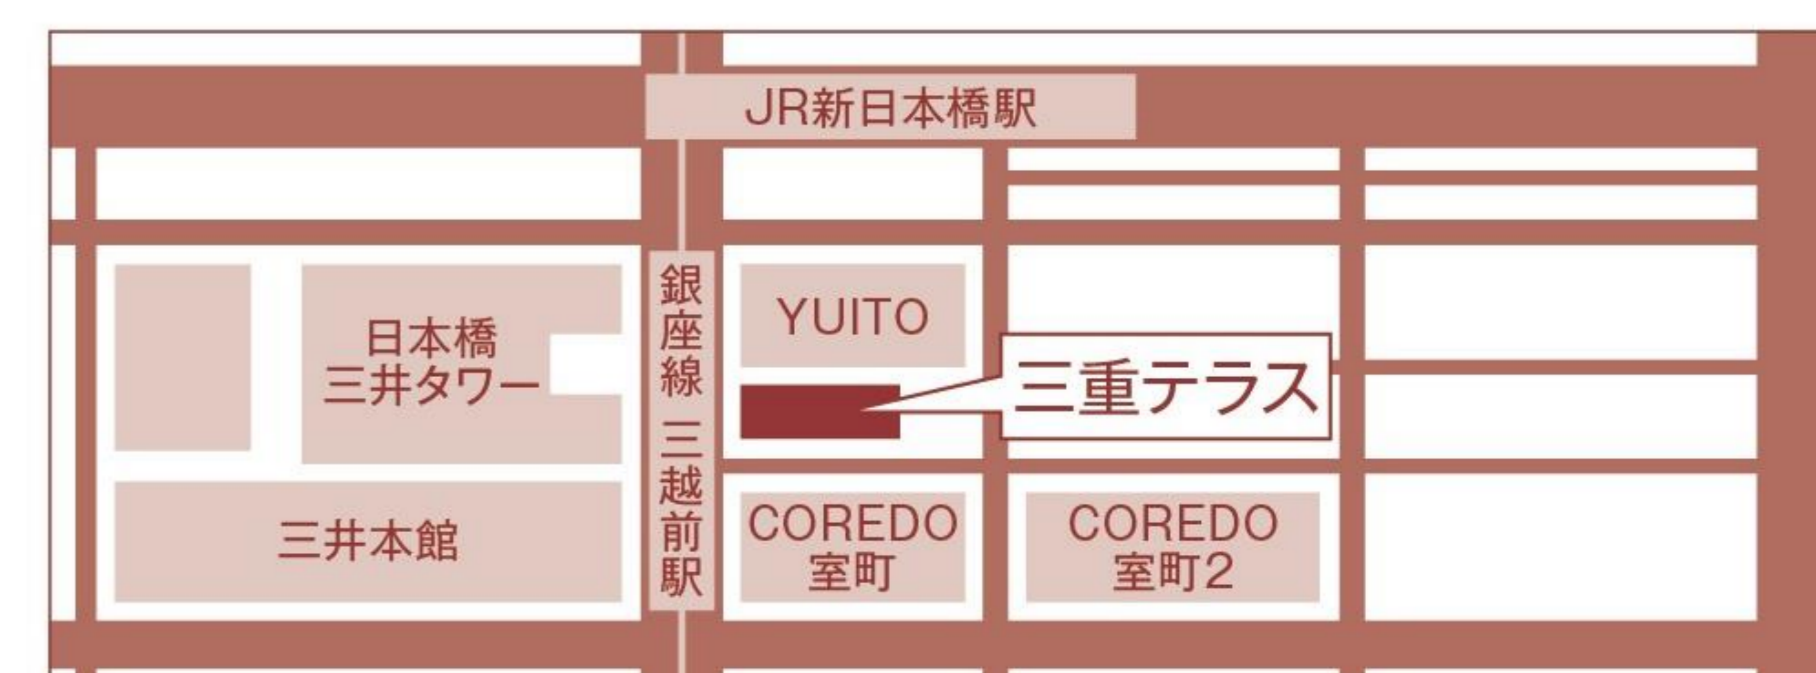 JR新日本橋駅
銀座線 三越前駅
日本橋
三井タワー
YUITO
三重テラス
三井本館
COREDO
室町
COREDO
室町2